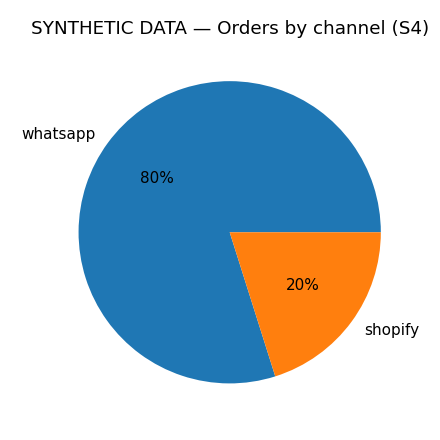 SYNTHETIC DATA — Orders by channel (S4)
whatsapp
80%
20%
shopify